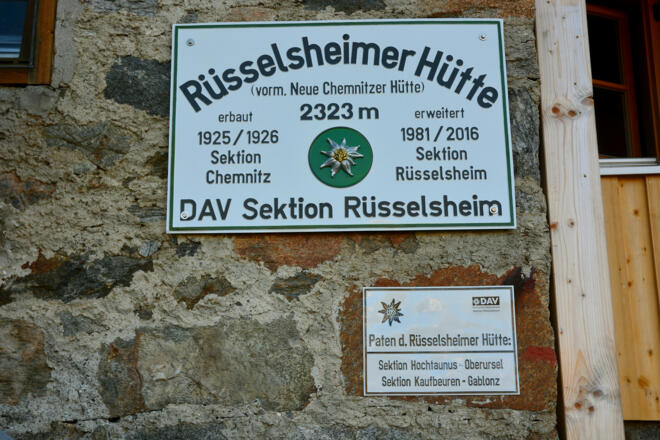 Rüsselsheimer Hütte
(vorm. Neue Chemnitzer Hütte)
2323 m
erbaut
1925/1926
Sektion
Chemnitz
erweitert
1981/2016
Sektion
Rüsselsheim
DAV Sektion Rüsselsheim
DAV
Paten d. Rüsselsheimer Hütte:
Sektion Hochtaunus - Oberursel
Sektion Kaufbeuren - Gablonz